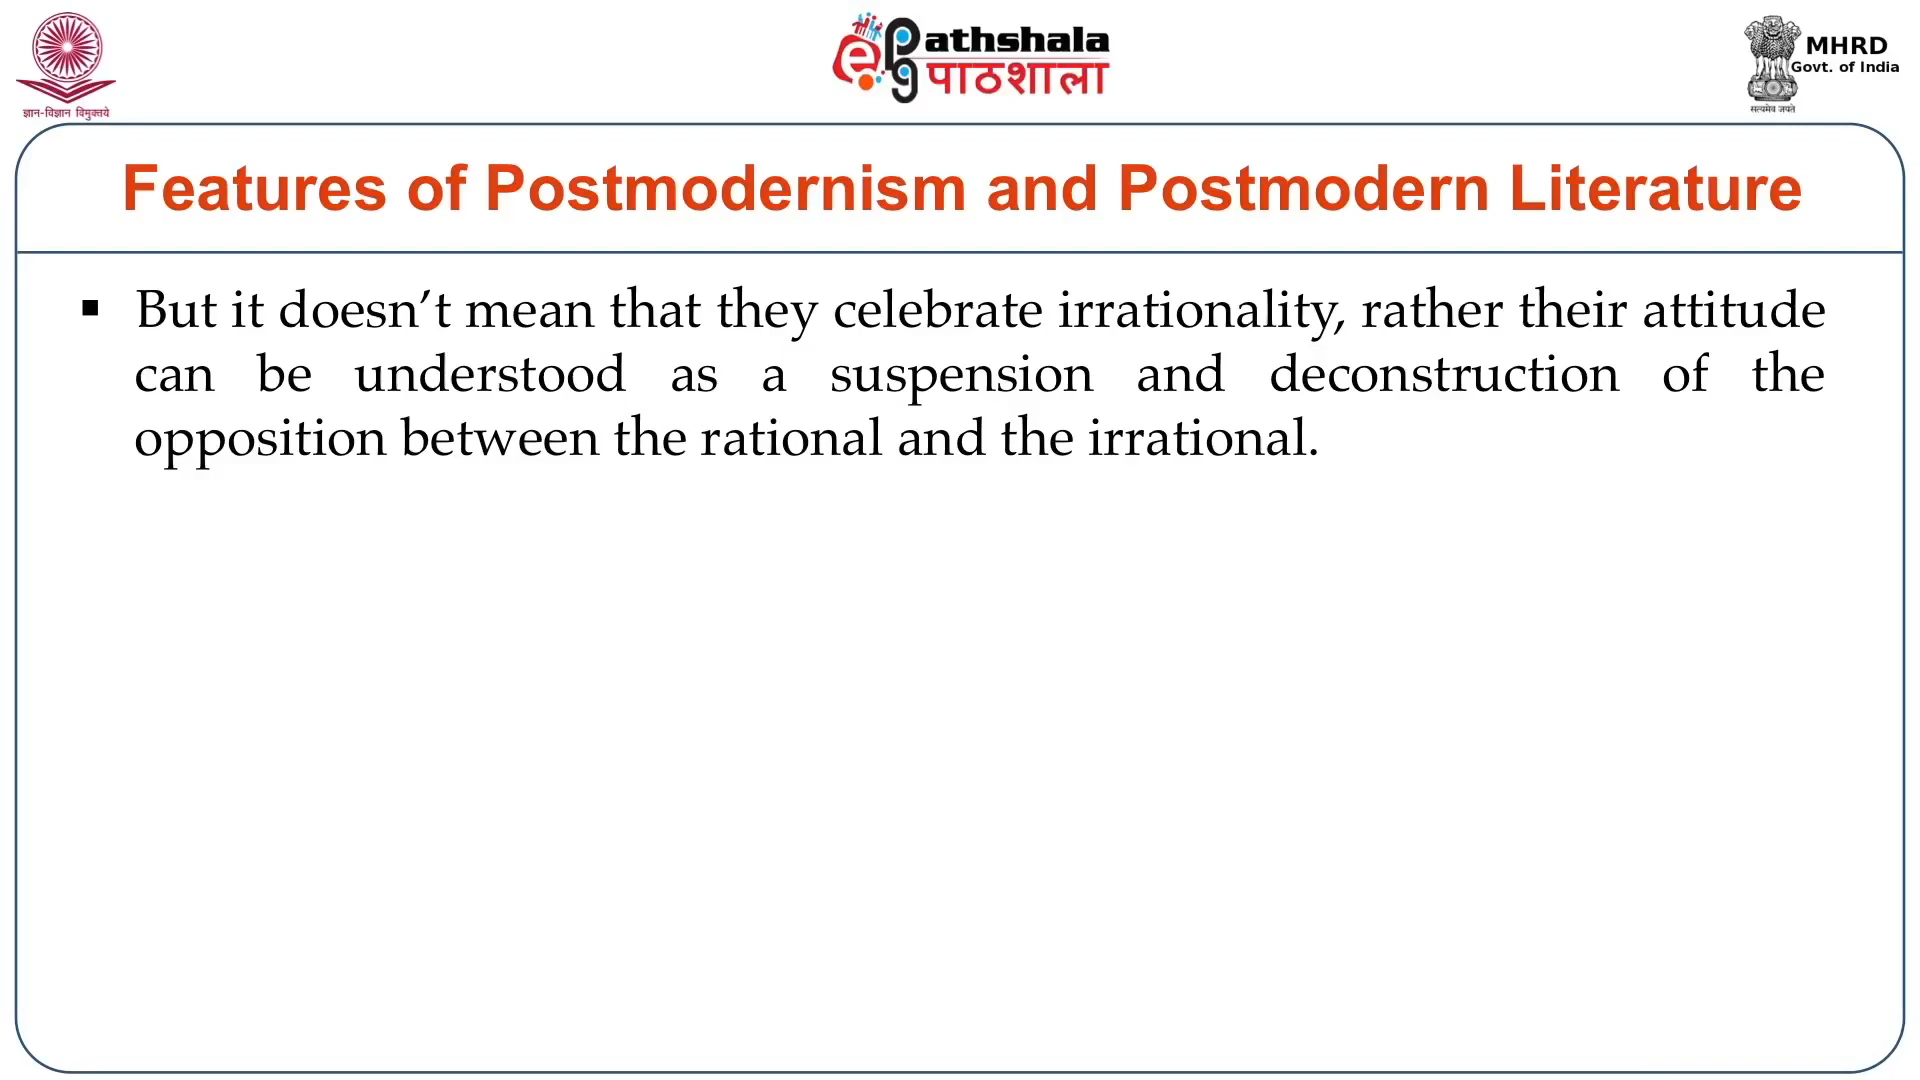 ज्ञान-विज्ञान विमुक्तये
e
pg
athshala
पाठशाला
MHRD
Govt. of India
सत्यमेव जयते
Features of Postmodernism and Postmodern Literature
▪ But it doesn’t mean that they celebrate irrationality, rather their attitude
can be understood as a suspension and deconstruction of the
opposition between the rational and the irrational.